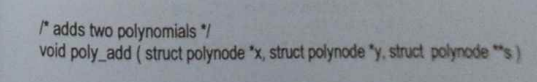 /* adds two polynomials */
void poly_add ( struct polynode *x, struct polynode *y, struct polynode **s )